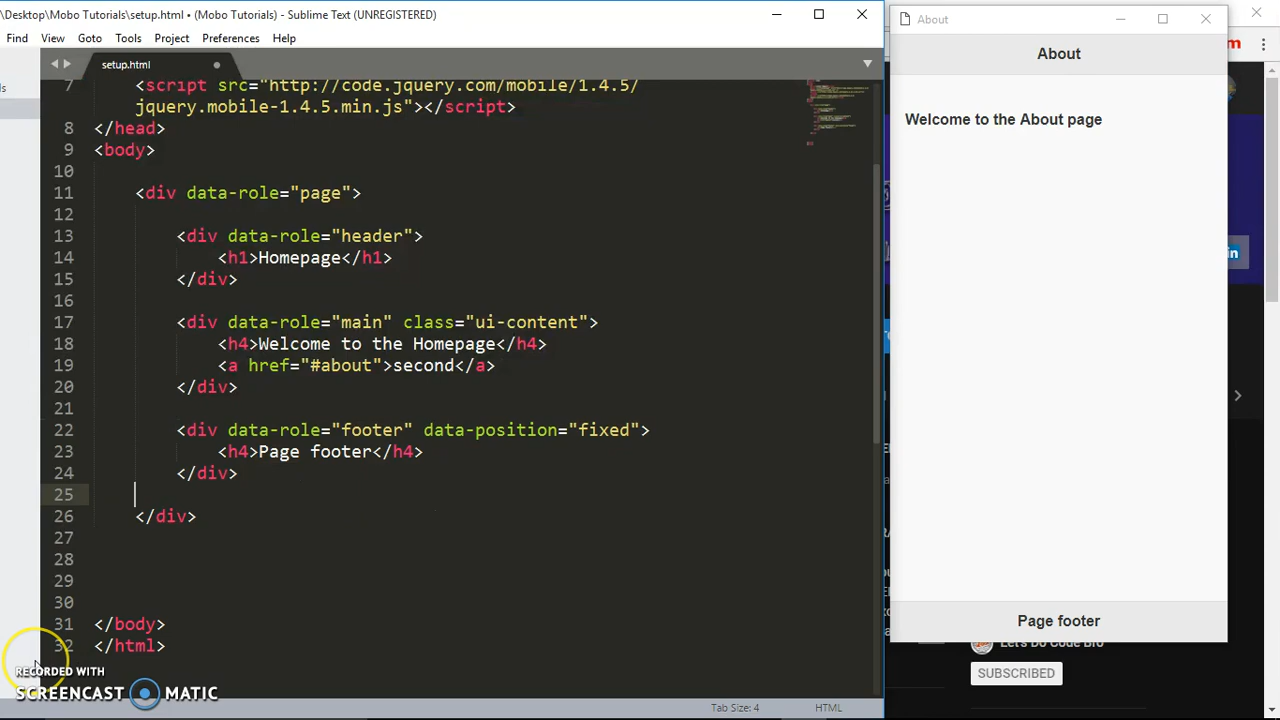 \Desktop\Mobo Tutorials\setup.html • (Mobo Tutorials) - Sublime Text (UNREGISTERED)
Find View Goto Tools Project Preferences Help
setup.html
7 <script src="http://code.jquery.com/mobile/1.4.5/
jquery.mobile-1.4.5.min.js"></script>
8 </head>
9 <body>
10
11 <div data-role="page">
12
13 <div data-role="header">
14 <h1>Homepage</h1>
15 </div>
16
17 <div data-role="main" class="ui-content">
18 <h4>Welcome to the Homepage</h4>
19 <a href="#about">second</a>
20 </div>
21
22 <div data-role="footer" data-position="fixed">
23 <h4>Page footer</h4>
24 </div>
25
26 </div>
27
28
29
30
31 </body>
32 </html>
RECORDED WITH
SCREENCAST MATIC
Tab Size: 4 HTML
About
About
Welcome to the About page
Page footer
m
in
Let's Do Code Bro
SUBSCRIBED